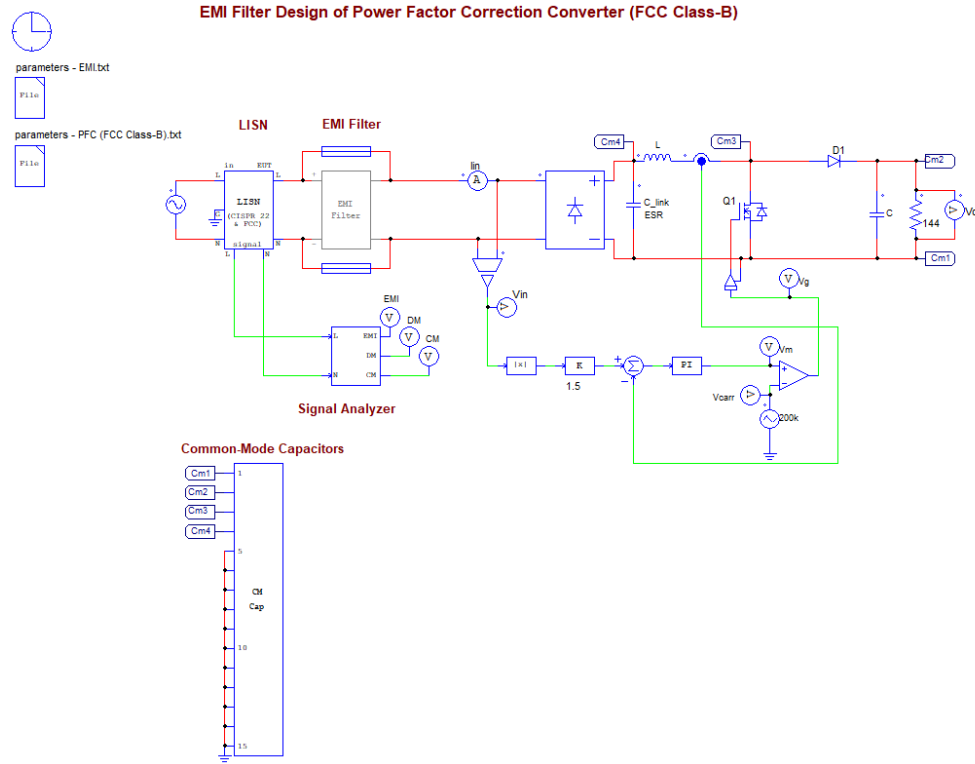 EMI Filter Design of Power Factor Correction Converter (FCC Class-B)
parameters - EMI.txt
File
parameters - PFC (FCC Class-B).txt
File
LISN
EMI Filter
in
EUT
L
L
LISN
(CISPR 22
& FCC)
G
N
signal
N
L
N
+
EMI
Filter
-
Iin
A
+
-
Cm4
L
Cm3
D1
Cm2
C_link
ESR
Q1
C
144
V
Cm1
V
Vg
Vin
V
EMI
V
DM
V
CM
V
L
EMI
DM
N
CM
Signal Analyzer
|x|
K
1.5
+
Σ
-
PI
V
Vm
+
-
Vcarr
V
200k
Common-Mode Capacitors
Cm1
Cm2
Cm3
Cm4
1
5
CM
Cap
10
15